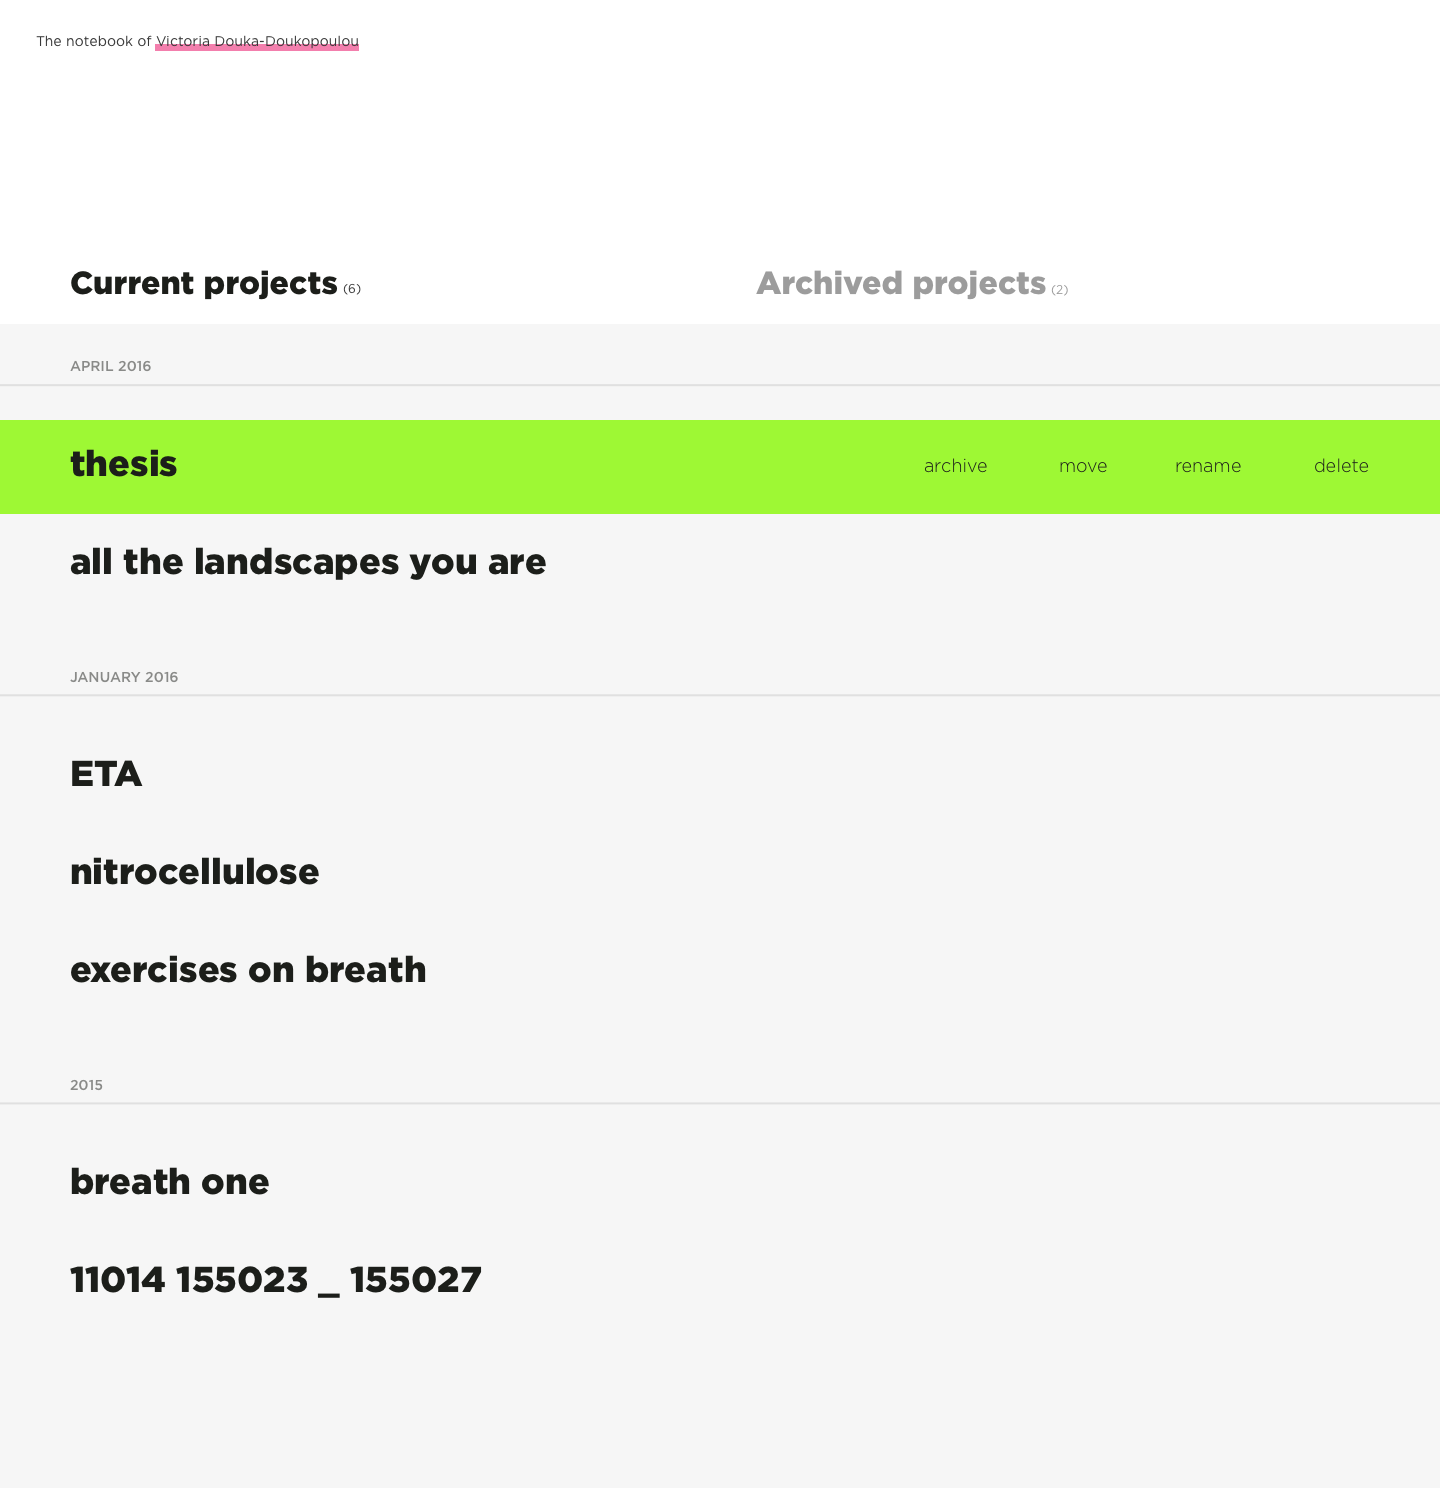 The notebook of Victoria Douka-Doukopoulou
Current projects (6)
Archived projects (2)
APRIL 2016
thesis
archive move rename delete
all the landscapes you are
JANUARY 2016
ETA
nitrocellulose
exercises on breath
2015
breath one
11014 155023 _ 155027